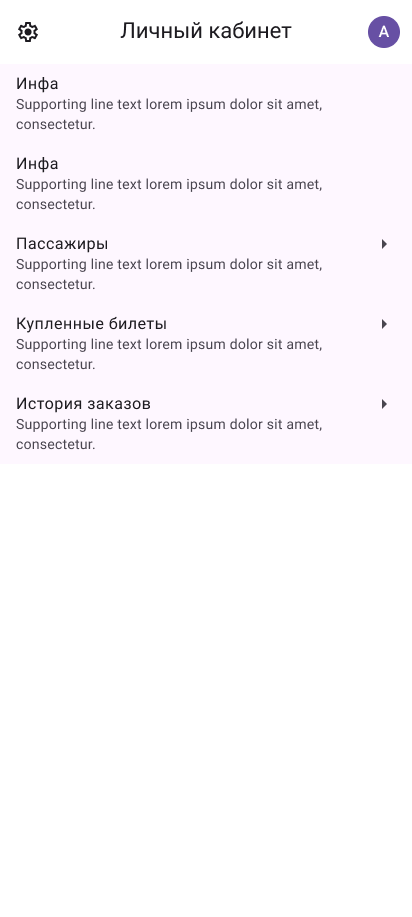 Личный кабинет
A
Инфа
Supporting line text lorem ipsum dolor sit amet,
consectetur.
Инфа
Supporting line text lorem ipsum dolor sit amet,
consectetur.
Пассажиры
Supporting line text lorem ipsum dolor sit amet,
consectetur.
Купленные билеты
Supporting line text lorem ipsum dolor sit amet,
consectetur.
История заказов
Supporting line text lorem ipsum dolor sit amet,
consectetur.